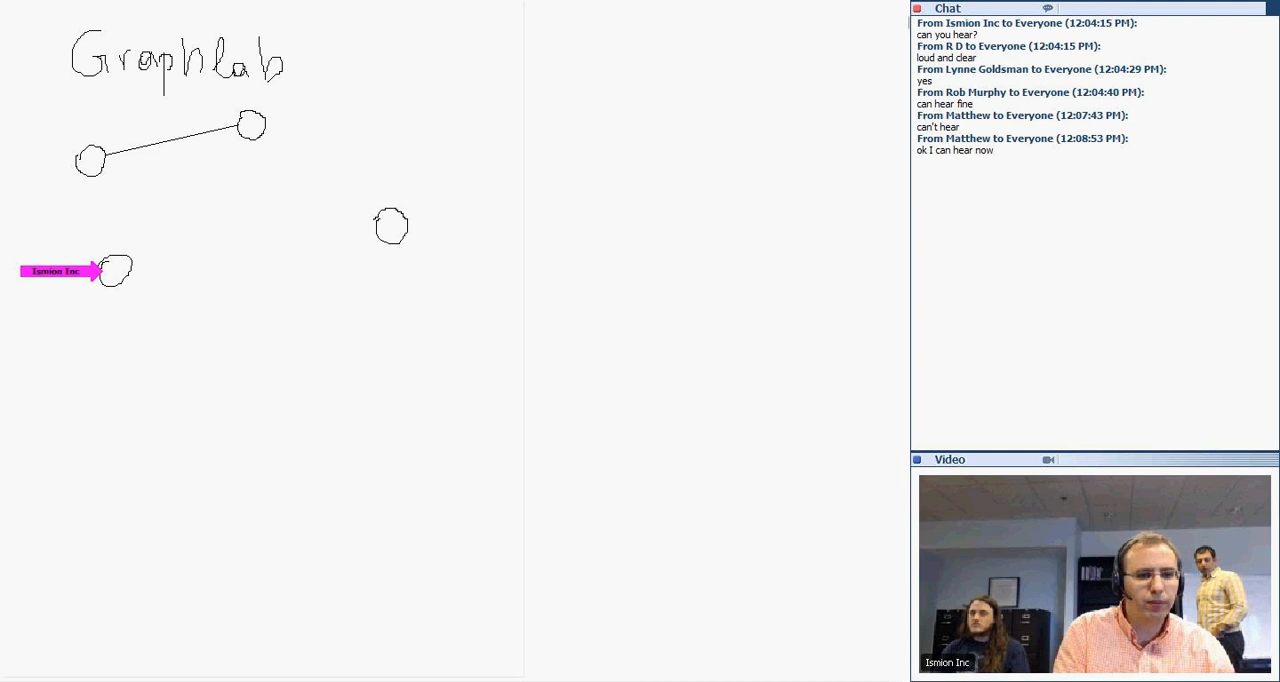 Graphlab
Ismion Inc
Chat
From Ismion Inc to Everyone (12:04:15 PM):
can you hear?
From R D to Everyone (12:04:15 PM):
loud and clear
From Lynne Goldsman to Everyone (12:04:29 PM):
yes
From Rob Murphy to Everyone (12:04:40 PM):
can hear fine
From Matthew to Everyone (12:07:43 PM):
can't hear
From Matthew to Everyone (12:08:53 PM):
ok I can hear now
Video
Ismion Inc